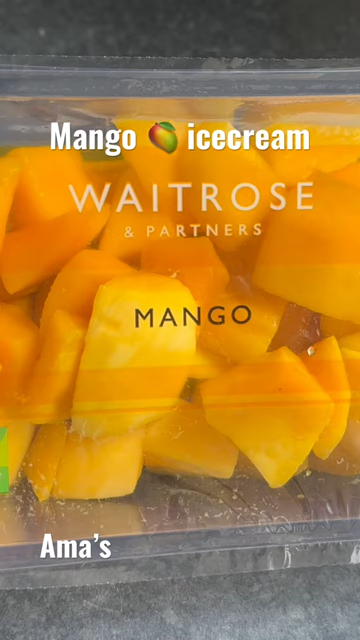 Mango 🥭 icecream
WAITROSE
& PARTNERS
MANGO
Ama's